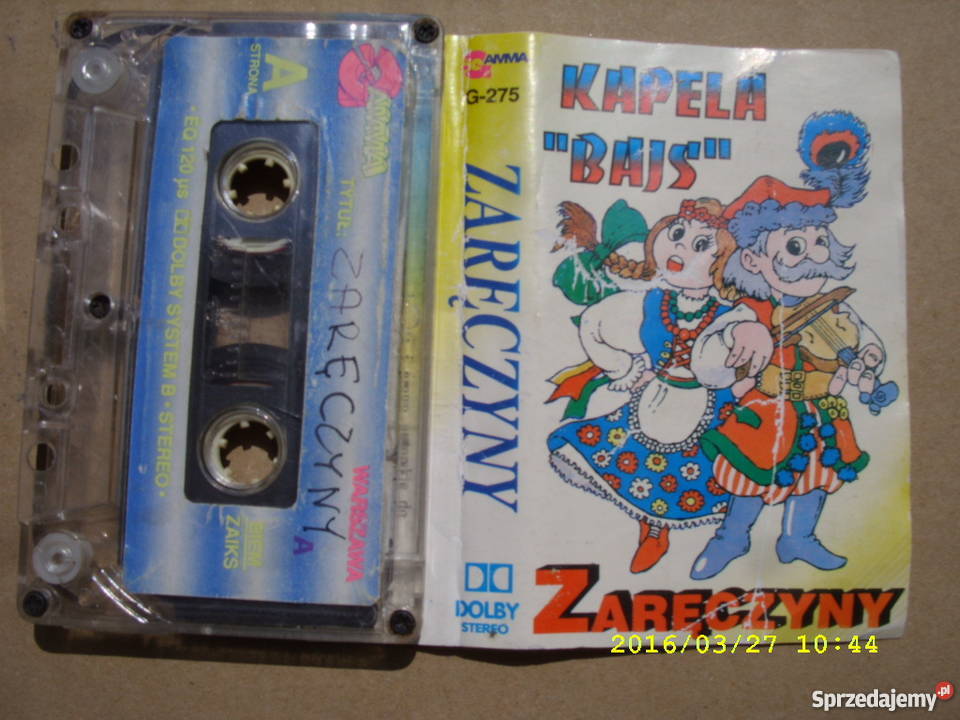 GAMMA
STRONA
A
TYTUŁ:
ZARĘCZYNY
A
WARSZAWA
• EQ 120 µs DOLBY SYSTEM B • STEREO •
BIEM
ZAIKS
GAMMA
G-275
ZARĘCZYNY
DOLBY
STEREO
KAPELA
"BAJS"
ZARĘCZYNY
2016/03/27 10:44
Sprzedajemy.pl